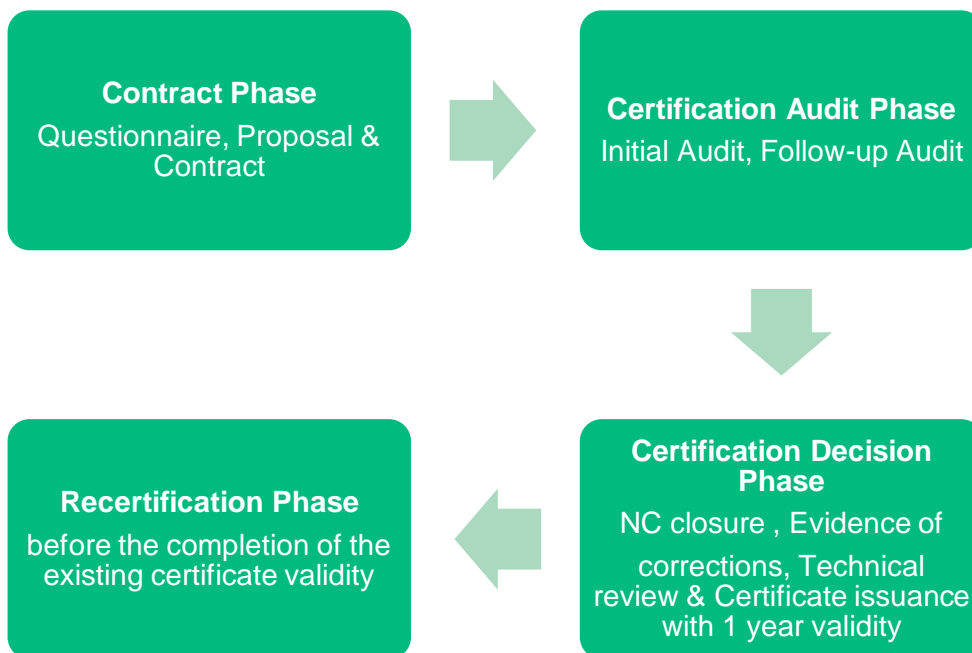 Contract Phase
Questionnaire, Proposal &
Contract
Certification Audit Phase
Initial Audit, Follow-up Audit
Certification Decision
Phase
NC closure , Evidence of
corrections, Technical
review & Certificate issuance
with 1 year validity
Recertification Phase
before the completion of the
existing certificate validity